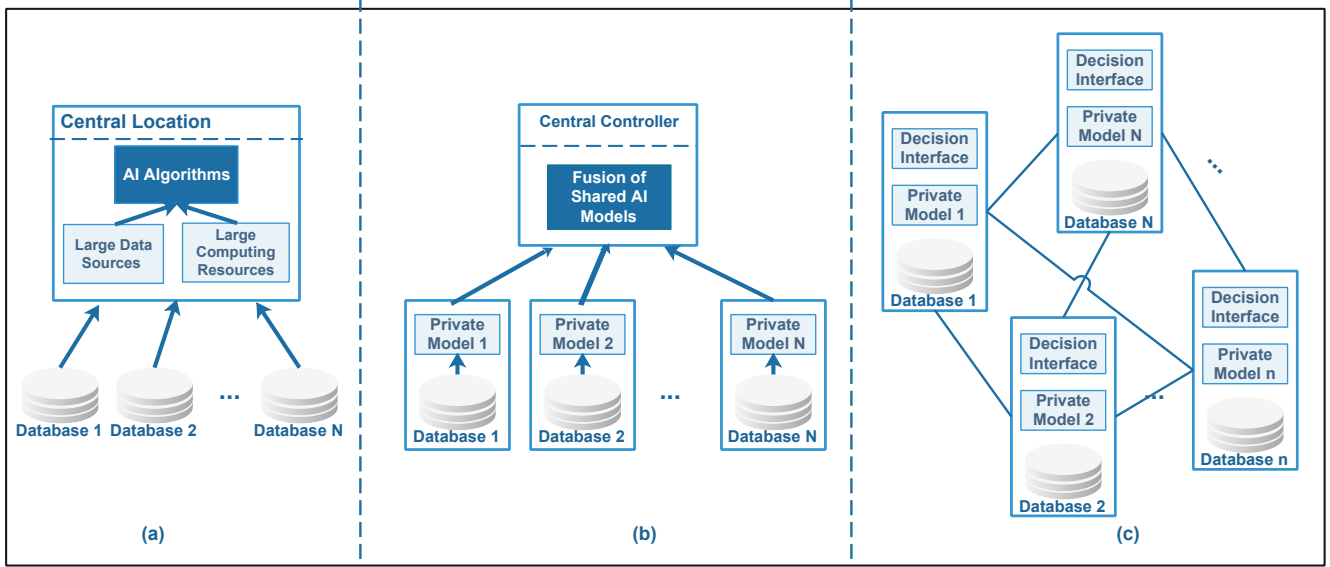 Central Location
AI Algorithms
Large Data
Sources
Large
Computing
Resources
...
Database 1
Database 2
Database N
(a)
Central Controller
Fusion of
Shared AI
Models
Private
Model 1
Private
Model 2
Private
Model N
...
Database 1
Database 2
Database N
(b)
Decision
Interface
Private
Model N
Database N
...
Decision
Interface
Private
Model 1
Database 1
Decision
Interface
Private
Model n
Database n
Decision
Interface
Private
Model 2
Database 2
...
(c)